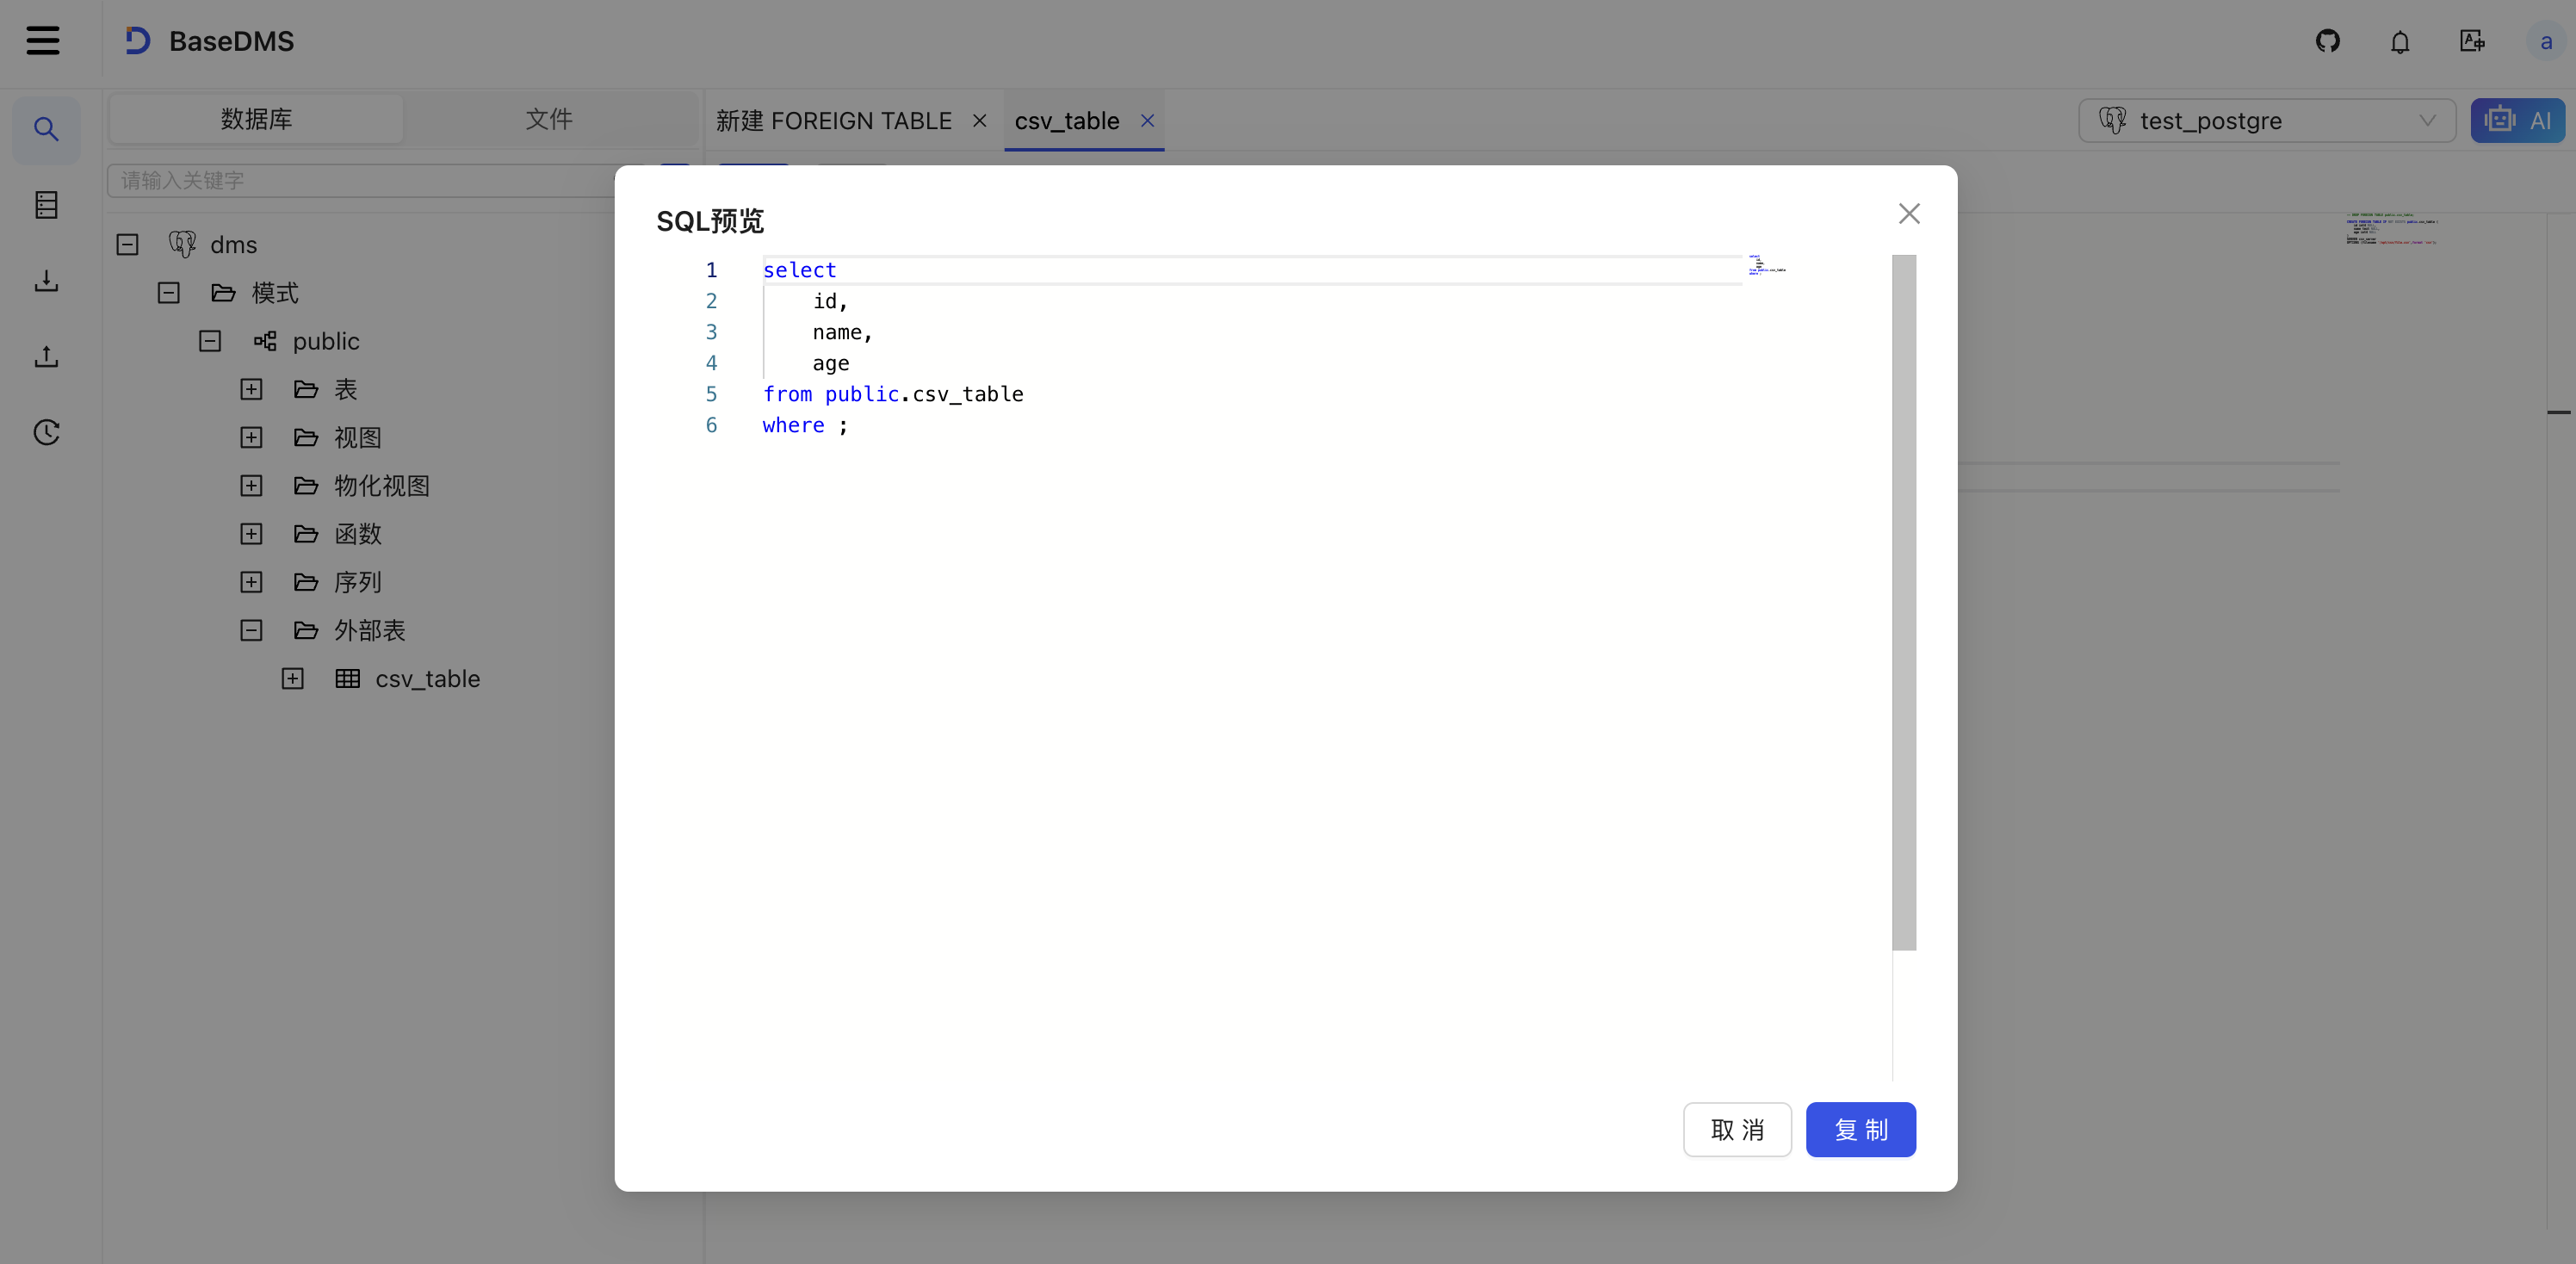 BaseDMS
a
数据库
文件
新建 FOREIGN TABLE
csv_table
test_postgre
AI
请输入关键字
dms
模式
public
表
视图
物化视图
函数
序列
外部表
csv_table
SQL预览
1 select
2 id,
3 name,
4 age
5 from public.csv_table
6 where ;
取 消
复 制